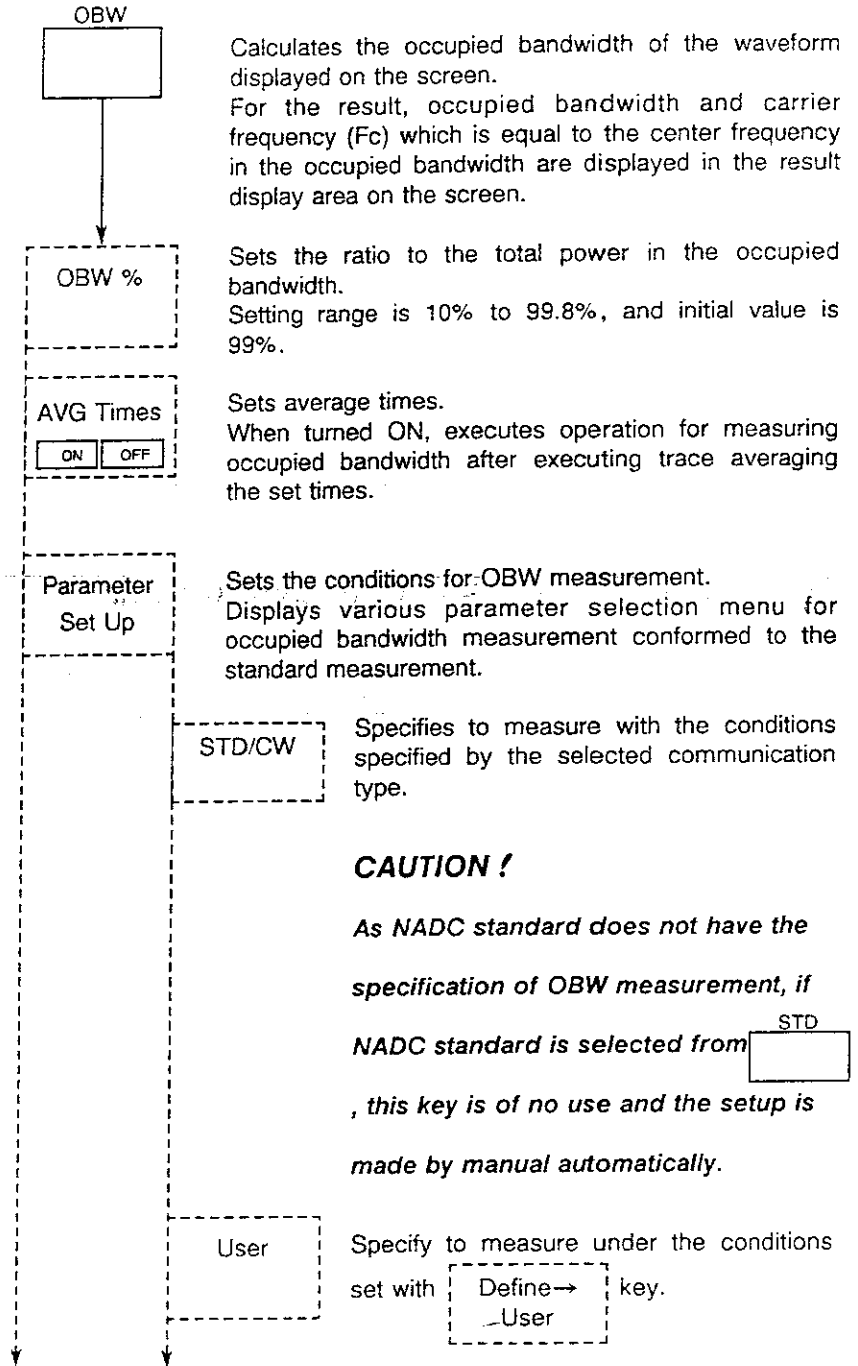 OBW
Calculates the occupied bandwidth of the waveform
displayed on the screen.
For the result, occupied bandwidth and carrier
frequency (Fc) which is equal to the center frequency
in the occupied bandwidth are displayed in the result
display area on the screen.
OBW %
Sets the ratio to the total power in the occupied
bandwidth.
Setting range is 10% to 99.8%, and initial value is
99%.
AVG Times
ON OFF
Sets average times.
When turned ON, executes operation for measuring
occupied bandwidth after executing trace averaging
the set times.
Parameter
Set Up
Sets the conditions for OBW measurement.
Displays various parameter selection menu for
occupied bandwidth measurement conformed to the
standard measurement.
STD/CW
Specifies to measure with the conditions
specified by the selected communication
type.
CAUTION !
As NADC standard does not have the
specification of OBW measurement, if
NADC standard is selected from STD
, this key is of no use and the setup is
made by manual automatically.
User
Specify to measure under the conditions
set with Define→ key.
User